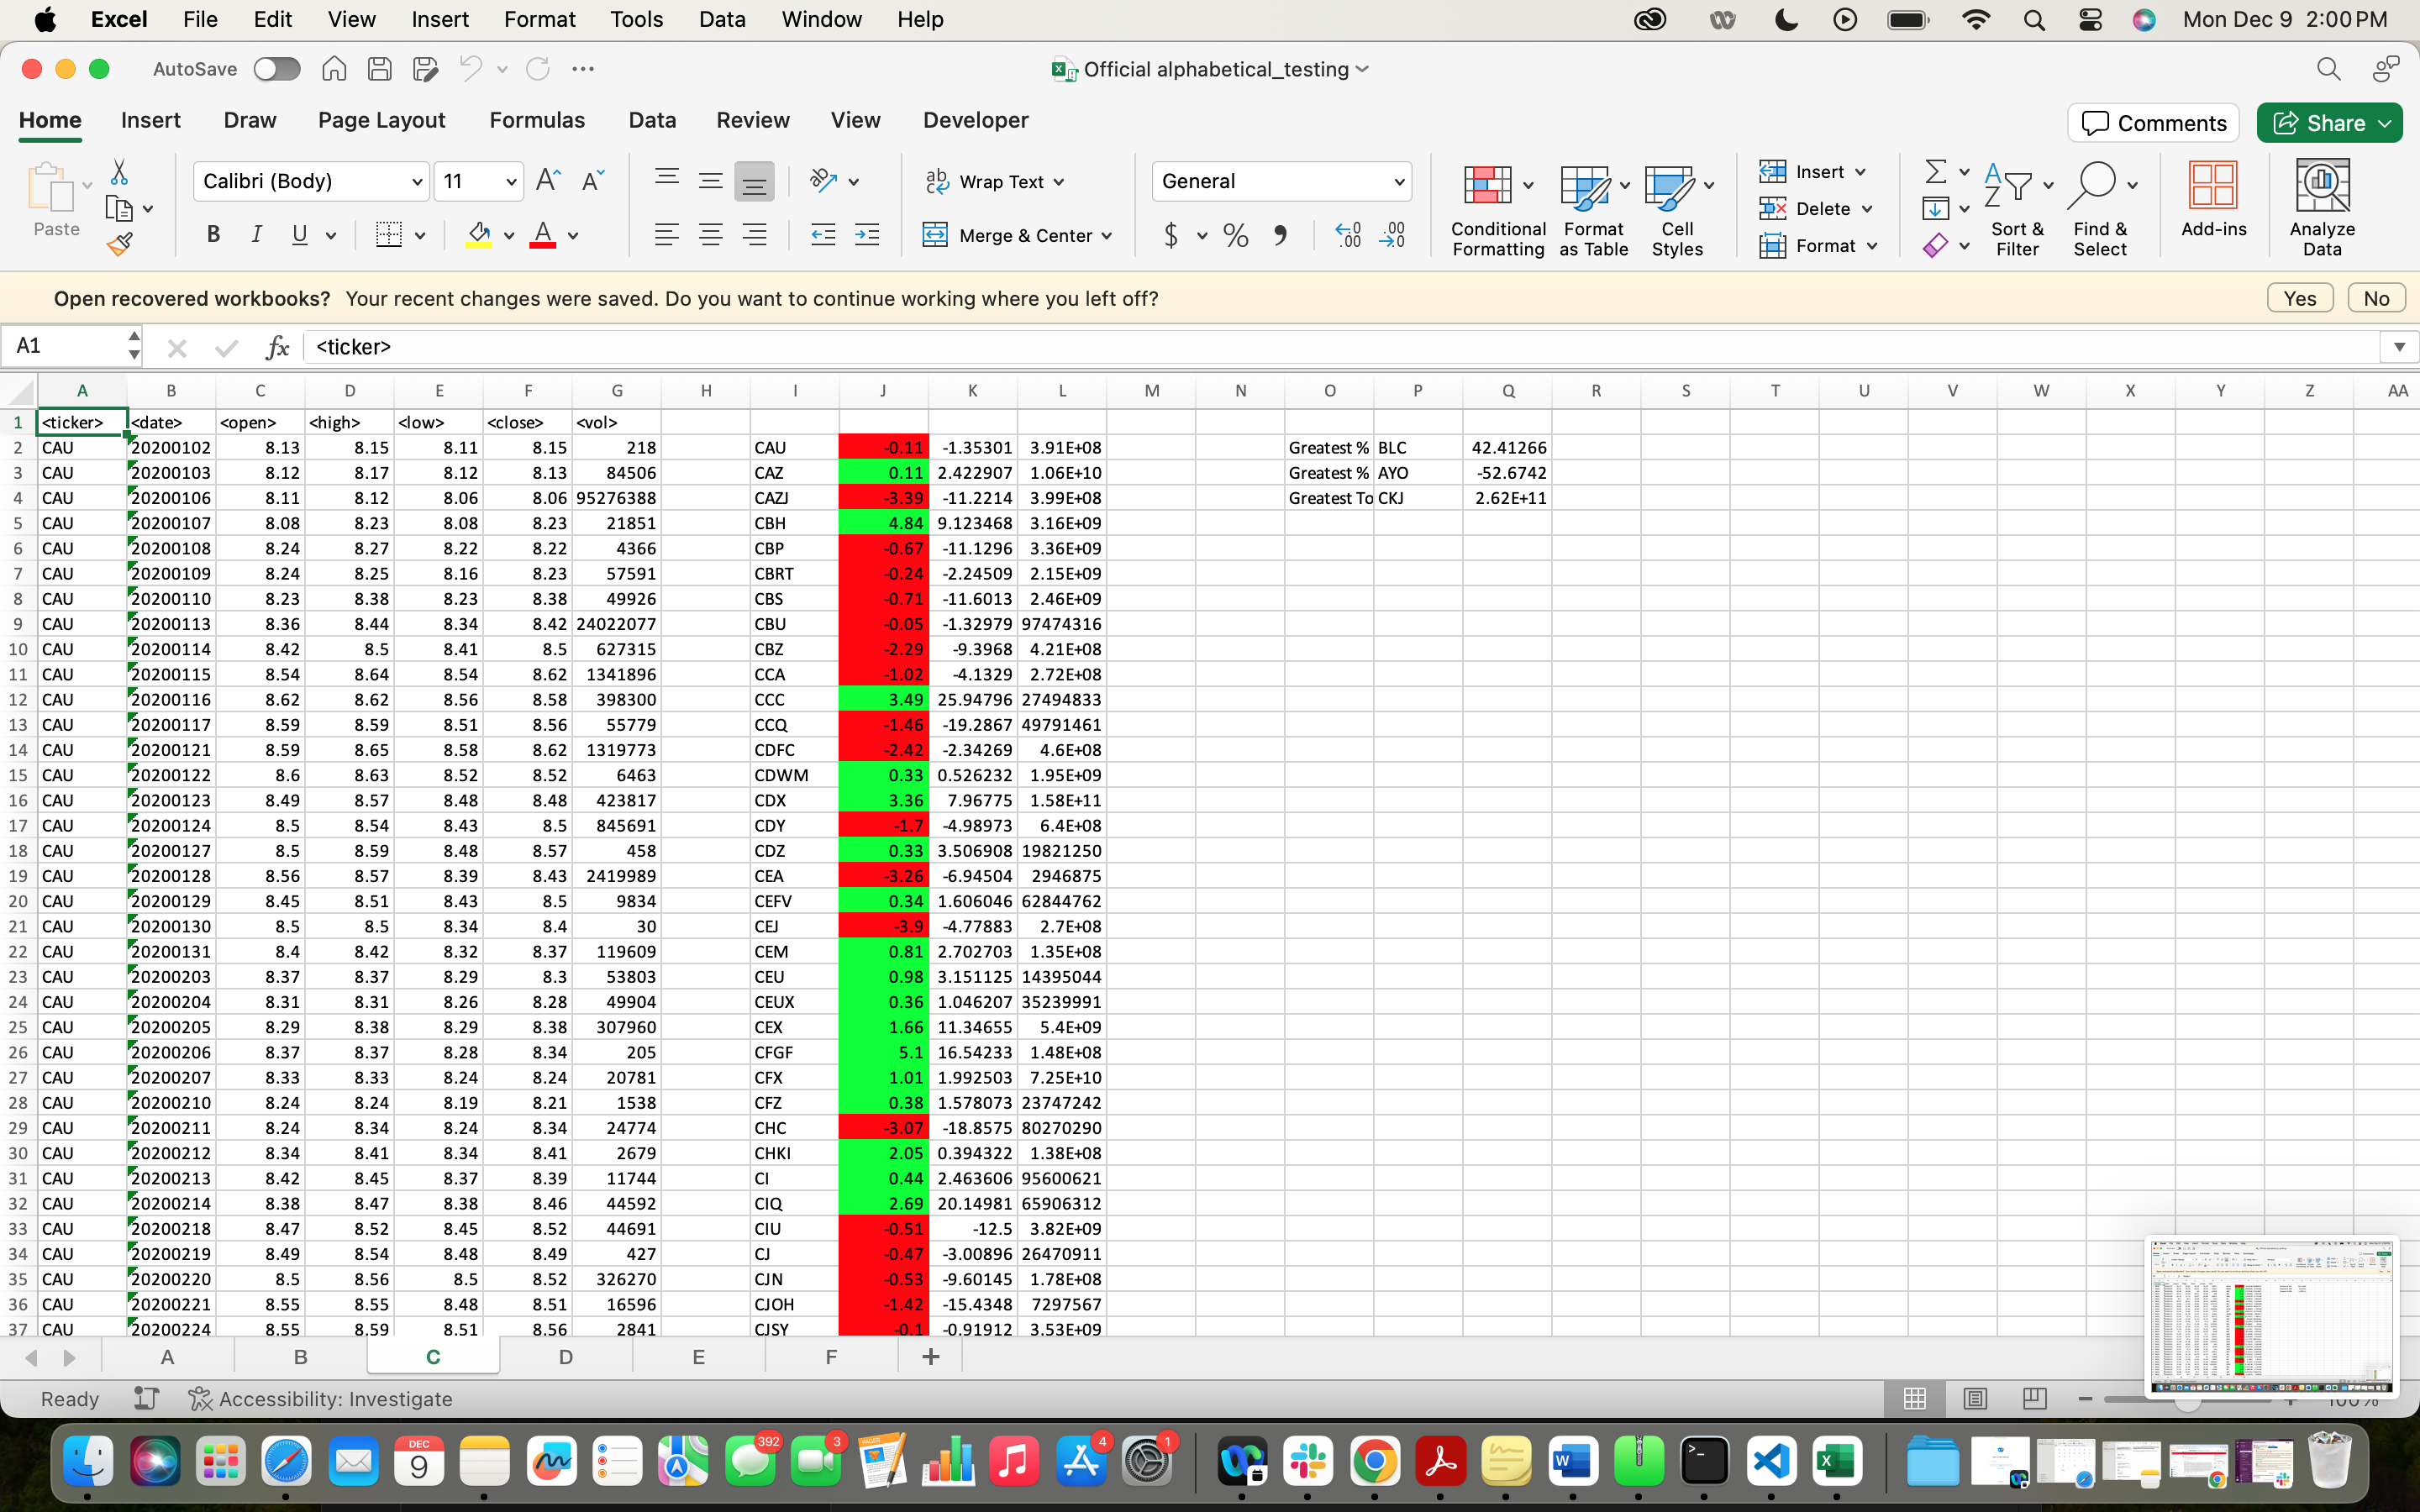 Excel File Edit View Insert Format Tools Data Window Help Mon Dec 9 2:00 PM
AutoSave Official alphabetical_testing
Home Insert Draw Page Layout Formulas Data Review View Developer Comments Share
Paste Calibri (Body) 11 Wrap Text General Insert
Delete
B I U Merge & Center $ % Conditional Formatting Format as Table Cell Styles Format Sort & Filter Find & Select Add-ins Analyze Data
Open recovered workbooks? Your recent changes were saved. Do you want to continue working where you left off? Yes No
A1 fx <ticker>
A B C D E F G H I J K L M N O P Q R S T U V W X Y Z AA
1 <ticker> <date> <open> <high> <low> <close> <vol>
2 CAU 20200102 8.13 8.15 8.11 8.15 218 CAU -0.11 -1.35301 3.91E+08 Greatest % BLC 42.41266
3 CAU 20200103 8.12 8.17 8.12 8.13 84506 CAZ 0.11 2.422907 1.06E+10 Greatest % AYO -52.6742
4 CAU 20200106 8.11 8.12 8.06 8.06 95276388 CAZJ -3.39 -11.2214 3.99E+08 Greatest To CKJ 2.62E+11
5 CAU 20200107 8.08 8.23 8.08 8.23 21851 CBH 4.84 9.123468 3.16E+09
6 CAU 20200108 8.24 8.27 8.22 8.22 4366 CBP -0.67 -11.1296 3.36E+09
7 CAU 20200109 8.24 8.25 8.16 8.23 57591 CBRT -0.24 -2.24509 2.15E+09
8 CAU 20200110 8.23 8.38 8.23 8.38 49926 CBS -0.71 -11.6013 2.46E+09
9 CAU 20200113 8.36 8.44 8.34 8.42 24022077 CBU -0.05 -1.32979 97474316
10 CAU 20200114 8.42 8.5 8.41 8.5 627315 CBZ -2.29 -9.3968 4.21E+08
11 CAU 20200115 8.54 8.64 8.54 8.62 1341896 CCA -1.02 -4.1329 2.72E+08
12 CAU 20200116 8.62 8.62 8.56 8.58 398300 CCC 3.49 25.94796 27494833
13 CAU 20200117 8.59 8.59 8.51 8.56 55779 CCQ -1.46 -19.2867 49791461
14 CAU 20200121 8.59 8.65 8.58 8.62 1319773 CDFC -2.42 -2.34269 4.6E+08
15 CAU 20200122 8.6 8.63 8.52 8.52 6463 CDWM 0.33 0.526232 1.95E+09
16 CAU 20200123 8.49 8.57 8.48 8.48 423817 CDX 3.36 7.96775 1.58E+11
17 CAU 20200124 8.5 8.54 8.43 8.5 845691 CDY -1.7 -4.98973 6.4E+08
18 CAU 20200127 8.5 8.59 8.48 8.57 458 CDZ 0.33 3.506908 19821250
19 CAU 20200128 8.56 8.57 8.39 8.43 2419989 CEA -3.26 -6.94504 2946875
20 CAU 20200129 8.45 8.51 8.43 8.5 9834 CEFV 0.34 1.606046 62844762
21 CAU 20200130 8.5 8.5 8.34 8.4 30 CEJ -3.9 -4.77883 2.7E+08
22 CAU 20200131 8.4 8.42 8.32 8.37 119609 CEM 0.81 2.702703 1.35E+08
23 CAU 20200203 8.37 8.37 8.29 8.3 53803 CEU 0.98 3.151125 14395044
24 CAU 20200204 8.31 8.31 8.26 8.28 49904 CEUX 0.36 1.046207 35239991
25 CAU 20200205 8.29 8.38 8.29 8.38 307960 CEX 1.66 11.34655 5.4E+09
26 CAU 20200206 8.37 8.37 8.28 8.34 205 CFGF 5.1 16.54233 1.48E+08
27 CAU 20200207 8.33 8.33 8.24 8.24 20781 CFX 1.01 1.992503 7.25E+10
28 CAU 20200210 8.24 8.24 8.19 8.21 1538 CFZ 0.38 1.578073 23747242
29 CAU 20200211 8.24 8.34 8.24 8.34 24774 CHC -3.07 -18.8575 80270290
30 CAU 20200212 8.34 8.41 8.34 8.41 2679 CHKI 2.05 0.394322 1.38E+08
31 CAU 20200213 8.42 8.45 8.37 8.39 11744 CI 0.44 2.463606 95600621
32 CAU 20200214 8.38 8.47 8.38 8.46 44592 CIQ 2.69 20.14981 65906312
33 CAU 20200218 8.47 8.52 8.45 8.52 44691 CIU -0.51 -12.5 3.82E+09
34 CAU 20200219 8.49 8.54 8.48 8.49 427 CJ -0.47 -3.00896 26470911
35 CAU 20200220 8.5 8.56 8.5 8.52 326270 CJN -0.53 -9.60145 1.78E+08
36 CAU 20200221 8.55 8.55 8.48 8.51 16596 CJOH -1.42 -15.4348 7297567
37 CAU 20200224 8.55 8.59 8.51 8.56 2841 CJSY -0.1 -0.91912 3.53E+09
A B C D E F +
Ready Accessibility: Investigate 100%
DEC 9 392 3 PAGES 4 1